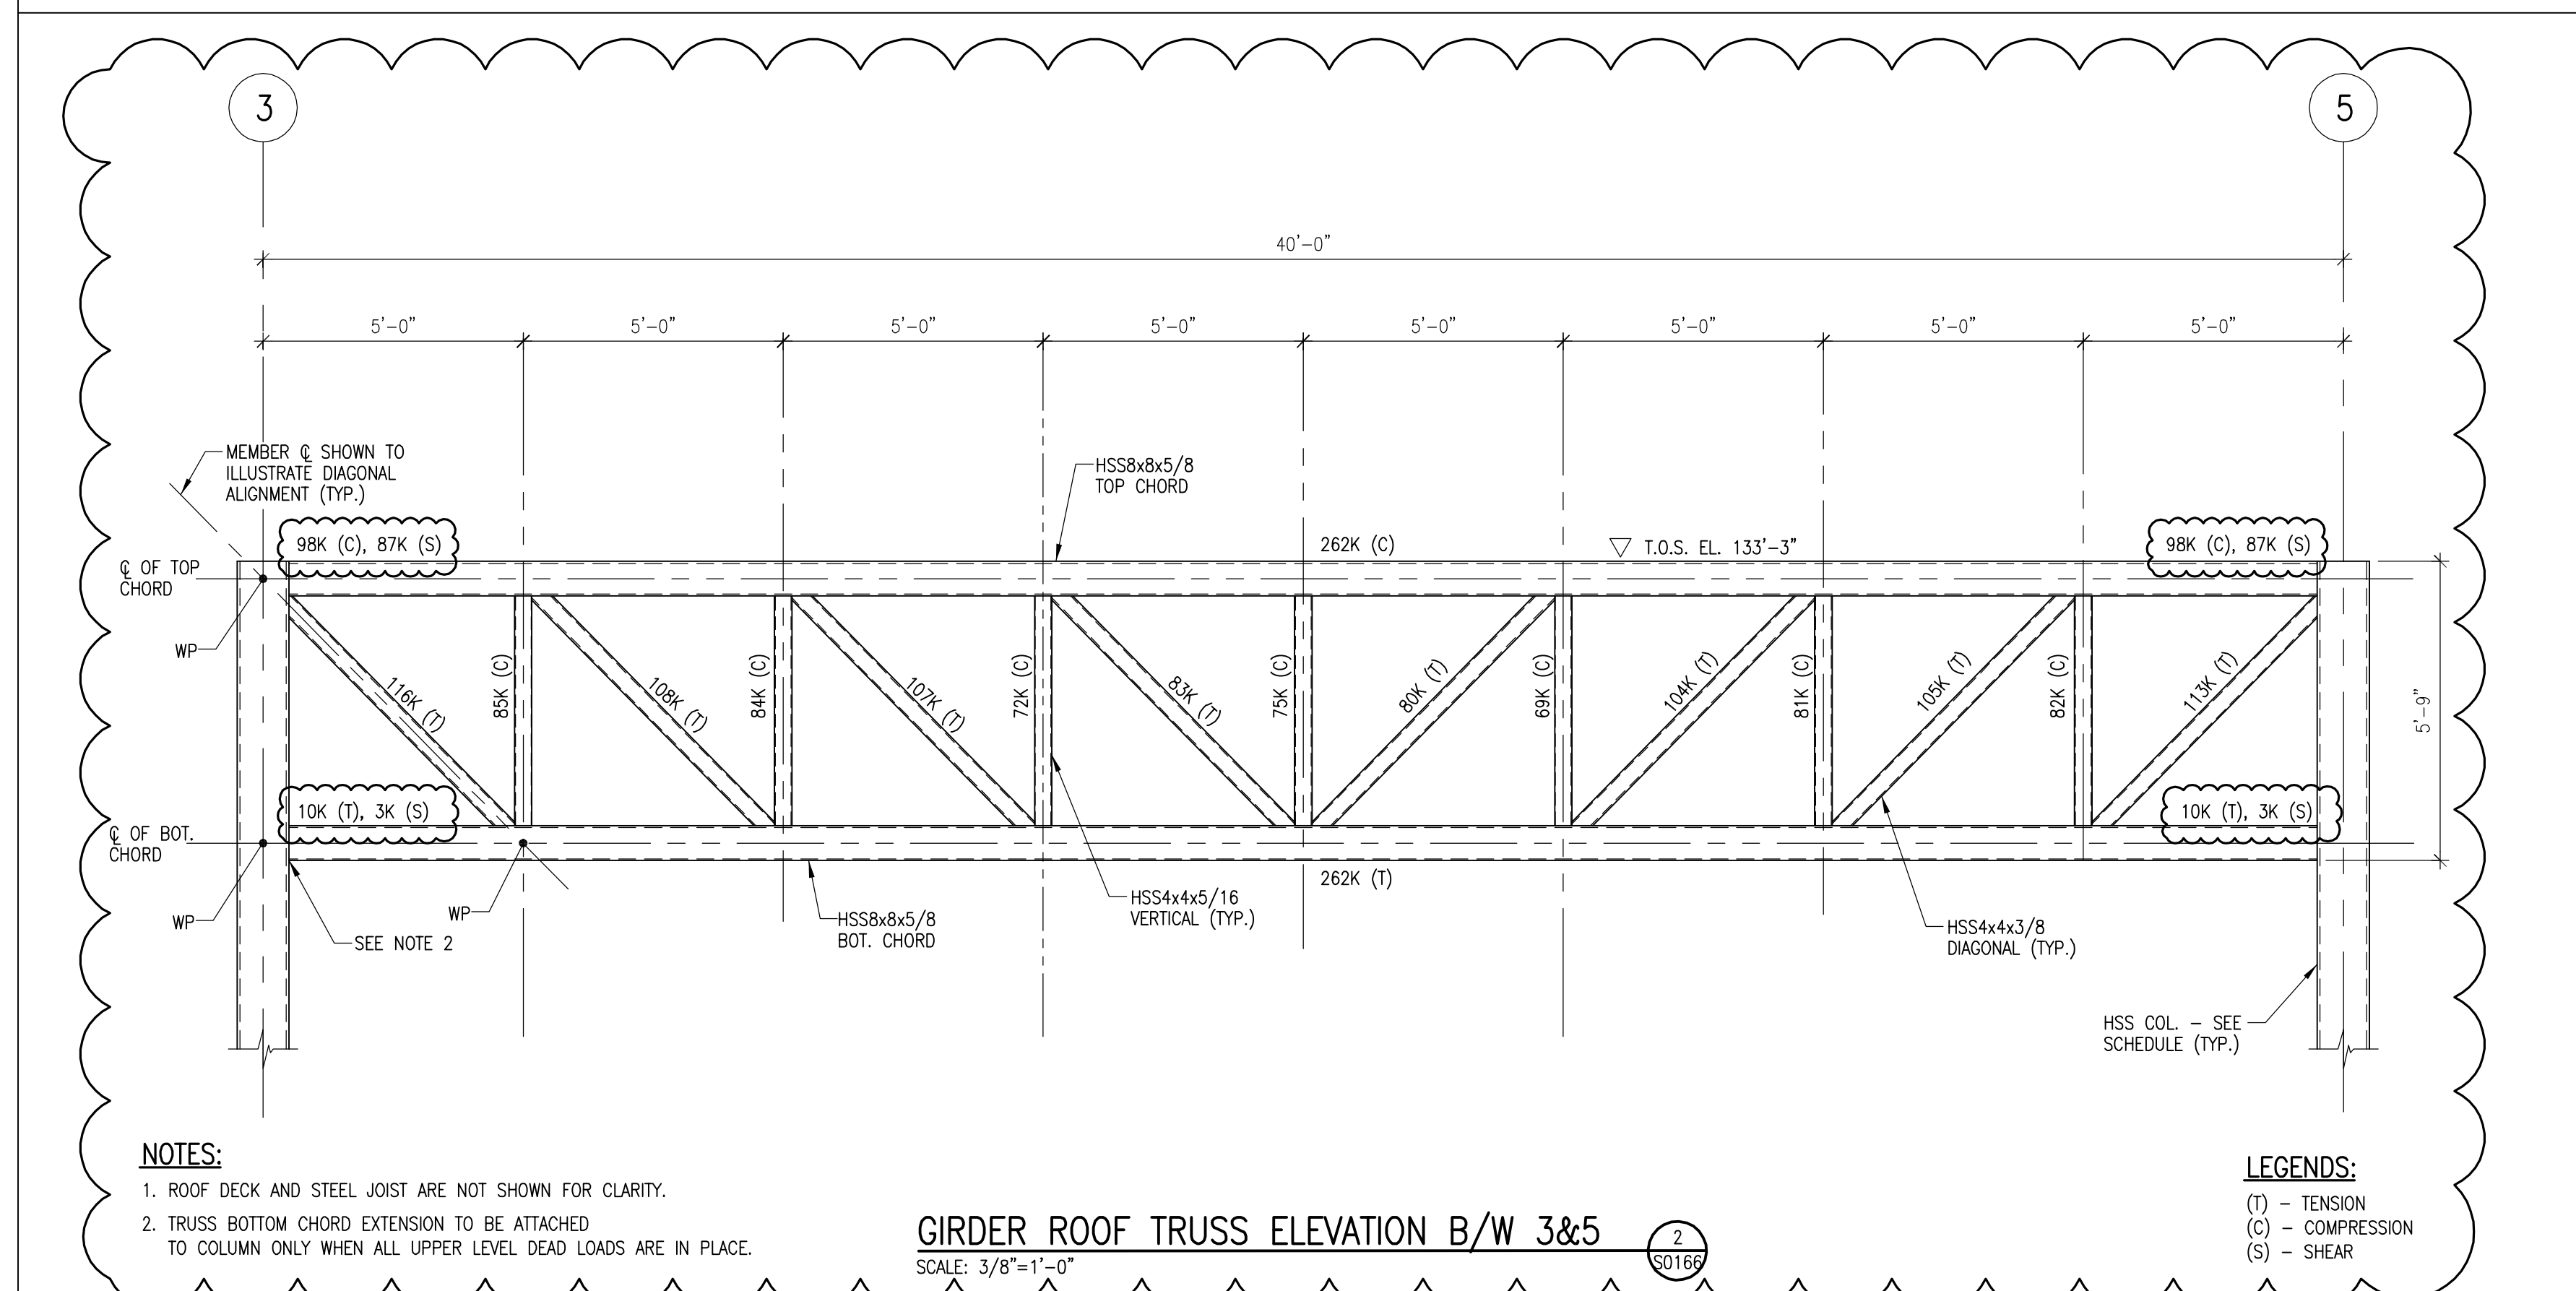 3
5
40'-0"
5'-0"
5'-0"
5'-0"
5'-0"
5'-0"
5'-0"
5'-0"
5'-0"
MEMBER ℄ SHOWN TO
ILLUSTRATE DIAGONAL
ALIGNMENT (TYP.)
HSS8x8x5/8
TOP CHORD
98K (C), 87K (S)
262K (C)
T.O.S. EL. 133'-3"
98K (C), 87K (S)
℄ OF TOP
CHORD
WP
116K (T)
85K (C)
108K (T)
84K (C)
107K (T)
72K (C)
83K (T)
75K (C)
80K (T)
69K (C)
104K (T)
81K (C)
105K (T)
82K (C)
113K (T)
5'-9"
10K (T), 3K (S)
10K (T), 3K (S)
℄ OF BOT.
CHORD
262K (T)
WP
WP
SEE NOTE 2
HSS8x8x5/8
BOT. CHORD
HSS4x4x5/16
VERTICAL (TYP.)
HSS4x4x3/8
DIAGONAL (TYP.)
HSS COL. - SEE
SCHEDULE (TYP.)
NOTES:
1. ROOF DECK AND STEEL JOIST ARE NOT SHOWN FOR CLARITY.
2. TRUSS BOTTOM CHORD EXTENSION TO BE ATTACHED
TO COLUMN ONLY WHEN ALL UPPER LEVEL DEAD LOADS ARE IN PLACE.
GIRDER ROOF TRUSS ELEVATION B/W 3&5
SCALE: 3/8"=1'-0"
2
S0166
LEGENDS:
(T) - TENSION
(C) - COMPRESSION
(S) - SHEAR